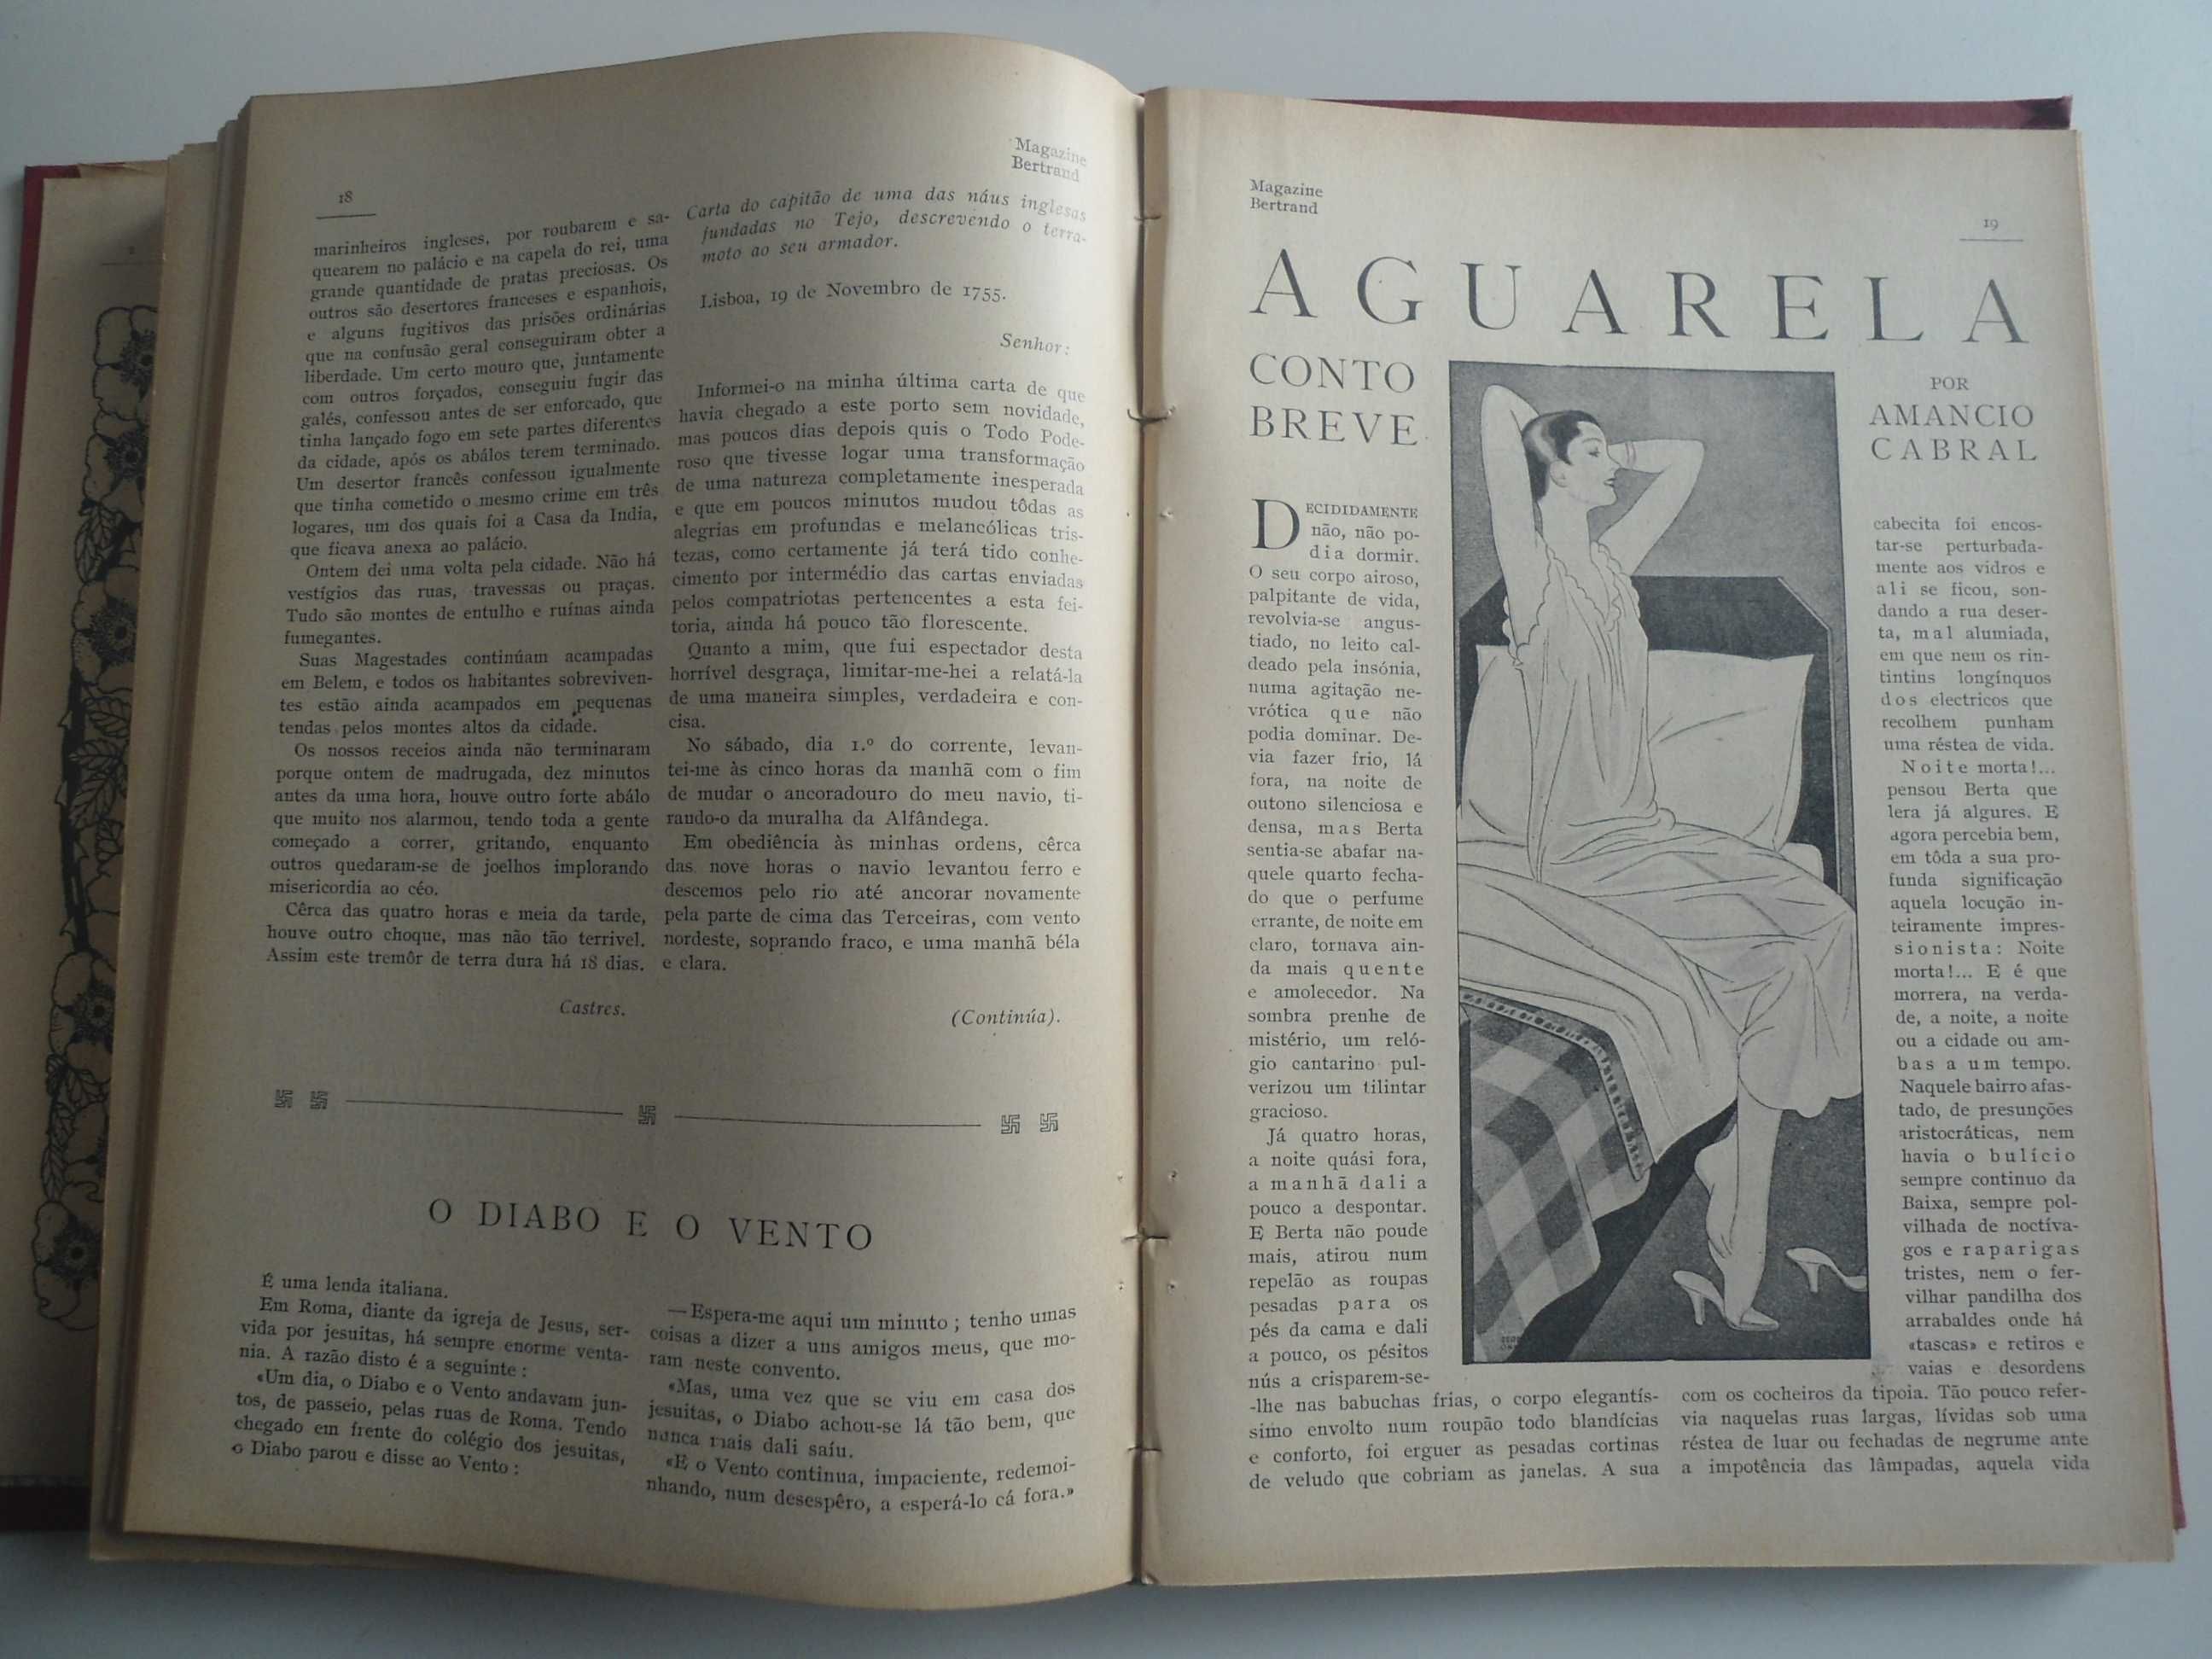 18
Magazine
Bertrand
marinheiros ingleses, por roubarem e sa-
quearem no palácio e na capela do rei, uma
grande quantidade de pratas preciosas. Os
outros são desertores franceses e espanhois,
e alguns fugitivos das prisões ordinárias
que na confusão geral conseguiram obter a
liberdade. Um certo mouro que, juntamente
com outros forçados, conseguiu fugir das
galés, confessou antes de ser enforcado, que
tinha lançado fogo em sete partes diferentes
da cidade, após os abálos terem terminado.
Um desertor francês confessou igualmente
que tinha cometido o mesmo crime em três
logares, um dos quais foi a Casa da India,
que ficava anexa ao palácio.
Ontem dei uma volta pela cidade. Não há
vestígios das ruas, travessas ou praças.
Tudo são montes de entulho e ruínas ainda
fumegantes.
Suas Magestades continúam acampadas
em Belem, e todos os habitantes sobreviven-
tes estão ainda acampados em pequenas
tendas pelos montes altos da cidade.
Os nossos receios ainda não terminaram
porque ontem de madrugada, dez minutos
antes da uma hora, houve outro forte abálo
que muito nos alarmou, tendo toda a gente
começado a correr, gritando, enquanto
outros quedaram-se de joelhos implorando
misericordia ao céo.
Cêrca das quatro horas e meia da tarde,
houve outro choque, mas não tão terrivel.
Assim este tremôr de terra dura há 18 dias.
Castres.
Carta do capitão de uma das náus inglesas
fundadas no Tejo, descrevendo o terra-
moto ao seu armador.
Lisboa, 19 de Novembro de 1755.
Senhor:
Informei-o na minha última carta de que
havia chegado a este porto sem novidade,
mas poucos dias depois quis o Todo Pode-
roso que tivesse logar uma transformação
de uma natureza completamente inesperada
e que em poucos minutos mudou tôdas as
alegrias em profundas e melancólicas tris-
tezas, como certamente já terá tido conhe-
cimento por intermédio das cartas enviadas
pelos compatriotas pertencentes a esta fei-
toria, ainda há pouco tão florescente.
Quanto a mim, que fui espectador desta
horrível desgraça, limitar-me-hei a relatá-la
de uma maneira simples, verdadeira e con-
cisa.
No sábado, dia 1.º do corrente, levan-
tei-me às cinco horas da manhã com o fim
de mudar o ancoradouro do meu navio, ti-
rando-o da muralha da Alfândega.
Em obediência às minhas ordens, cêrca
das nove horas o navio levantou ferro e
descemos pelo rio até ancorar novamente
pela parte de cima das Terceiras, com vento
nordeste, soprando fraco, e uma manhã béla
e clara.
(Continúa).
O DIABO E O VENTO
É uma lenda italiana.
Em Roma, diante da igreja de Jesus, ser-
vida por jesuitas, há sempre enorme venta-
nia. A razão disto é a seguinte :
«Um dia, o Diabo e o Vento andavam jun-
tos, de passeio, pelas ruas de Roma. Tendo
chegado em frente do colégio dos jesuitas,
o Diabo parou e disse ao Vento :
—Espera-me aqui um minuto ; tenho umas
coisas a dizer a uns amigos meus, que mo-
ram neste convento.
«Mas, uma vez que se viu em casa dos
jesuitas, o Diabo achou-se lá tão bem, que
nunca mais dali saíu.
«E o Vento continua, impaciente, redemoi-
nhando, num desespêro, a esperá-lo cá fora.»
Magazine
Bertrand
19
AGUARELA
CONTO
BREVE
POR
AMANCIO
CABRAL
DECIDIDAMENTE
não, não po-
dia dormir.
O seu corpo airoso,
palpitante de vida,
revolvia-se angus-
tiado, no leito cal-
deado pela insónia,
numa agitação ne-
vrótica que não
podia dominar. De-
via fazer frio, lá
fora, na noite de
outono silenciosa e
densa, mas Berta
sentia-se abafar na-
quele quarto fecha-
do que o perfume
errante, de noite em
claro, tornava ain-
da mais quente
e amolecedor. Na
sombra prenhe de
mistério, um reló-
gio cantarino pul-
verizou um tilintar
gracioso.
Já quatro horas,
a noite quási fora,
a manhã dali a
pouco a despontar.
E Berta não poude
mais, atirou num
repelão as roupas
pesadas para os
pés da cama e dali
a pouco, os pésitos
nús a crisparem-se-
-lhe nas babuchas frias, o corpo elegantís-
simo envolto num roupão todo blandícias
e conforto, foi erguer as pesadas cortinas
de veludo que cobriam as janelas. A sua
cabecita foi encos-
tar-se perturbada-
mente aos vidros e
ali se ficou, son-
dando a rua deser-
ta, mal alumiada,
em que nem os rin-
tintins longínquos
dos electricos que
recolhem punham
uma réstea de vida.
Noite morta!...
pensou Berta que
lera já algures. E
agora percebia bem,
em tôda a sua pro-
funda significação
aquela locução in-
teiramente impres-
sionista: Noite
morta!... E é que
morrera, na verda-
de, a noite, a noite
ou a cidade ou am-
bas a um tempo.
Naquele bairro afas-
tado, de presunções
aristocráticas, nem
havia o bulício
sempre continuo da
Baixa, sempre pol-
vilhada de noctíva-
gos e raparigas
tristes, nem o fer-
vilhar pandilha dos
arrabaldes onde há
«tascas» e retiros e
vaias e desordens
com os cocheiros da tipoia. Tão pouco refer-
via naquelas ruas largas, lívidas sob uma
réstea de luar ou fechadas de negrume ante
a impotência das lâmpadas, aquela vida